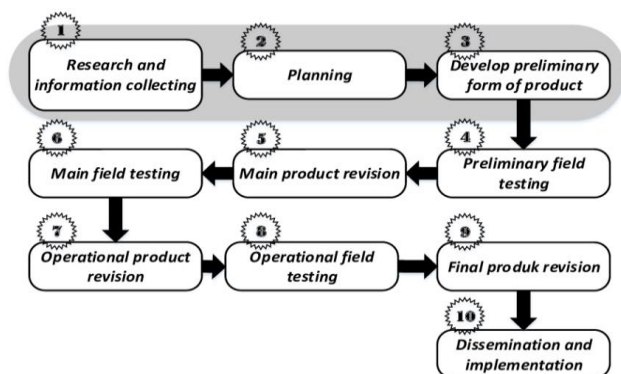 1
Research and
information collecting
2
Planning
3
Develop preliminary
form of product
4
Preliminary field
testing
5
Main product revision
6
Main field testing
7
Operational product
revision
8
Operational field
testing
9
Final produk revision
10
Dissemination and
implementation